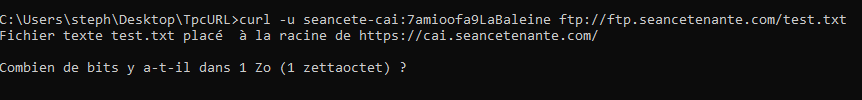 C:\Users\steph\Desktop\TpcURL>curl -u seancete-cai:7amioofa9LaBaleine ftp://ftp.seancetenante.com/test.txt
Fichier texte test.txt placé à la racine de https://cai.seancetenante.com/
Combien de bits y a-t-il dans 1 Zo (1 zettaoctet) ?